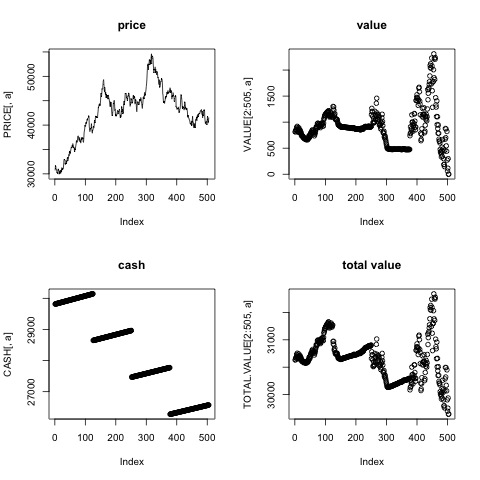 price
PRICE[, a]
30000 40000 50000
0 100 200 300 400 500
Index
value
VALUE[2:505, a]
0 500 1500
0 100 200 300 400 500
Index
cash
CASH[, a]
27000 29000
0 100 200 300 400 500
Index
total value
TOTAL.VALUE[2:505, a]
30000 31000
0 100 200 300 400 500
Index